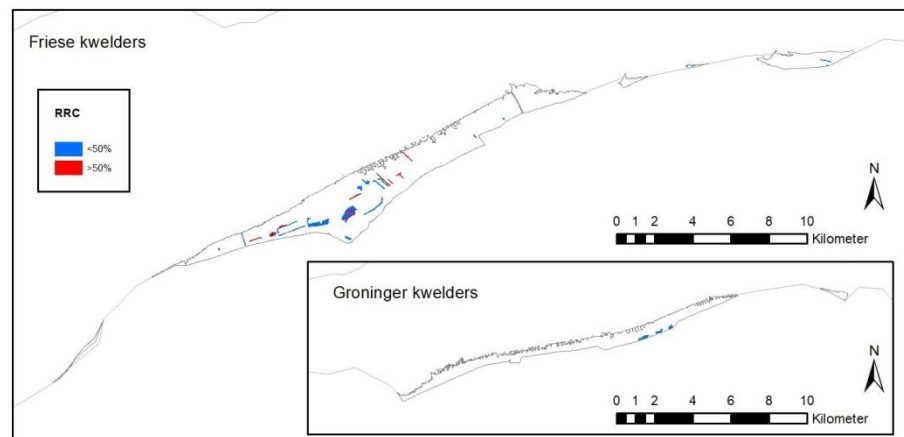 Friese kwelders
RRC
<50%
>50%
N
0 1 2 4 6 8 10
Kilometer
Groninger kwelders
N
0 1 2 4 6 8 10
Kilometer